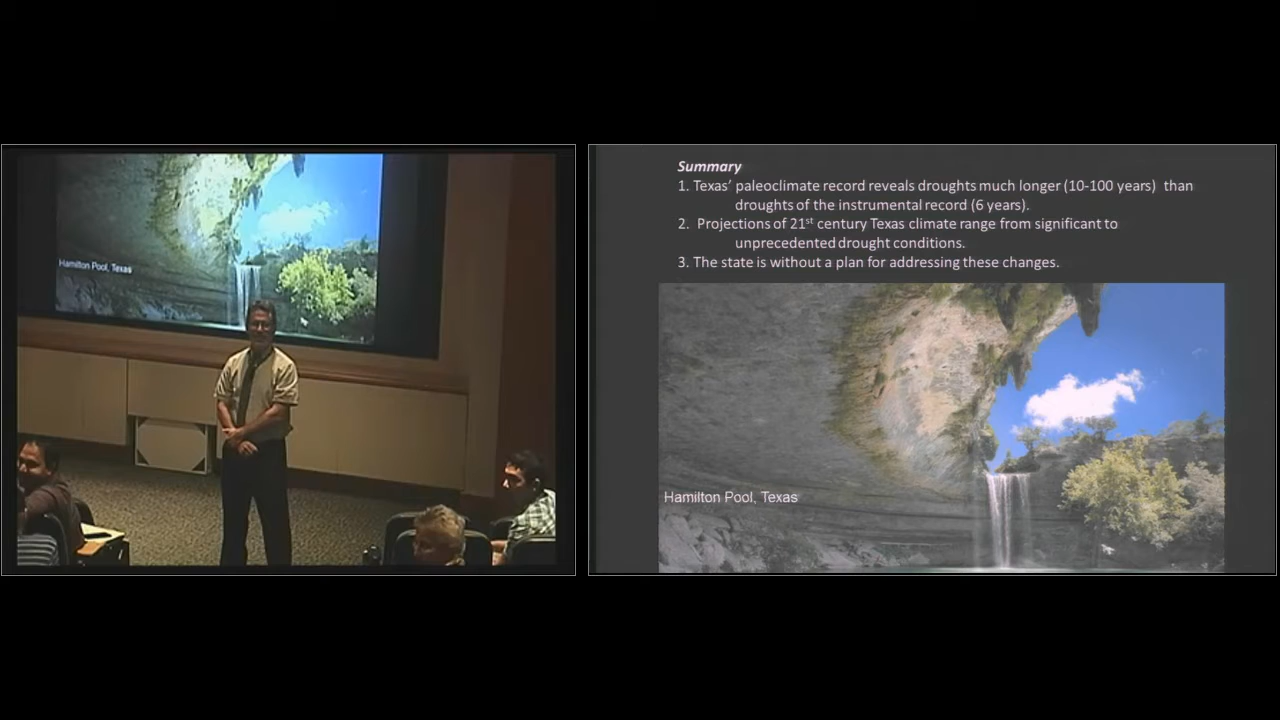 Hamilton Pool, Texas
Summary
1. Texas' paleoclimate record reveals droughts much longer (10-100 years) than
droughts of the instrumental record (6 years).
2. Projections of 21st century Texas climate range from significant to
unprecedented drought conditions.
3. The state is without a plan for addressing these changes.
Hamilton Pool, Texas